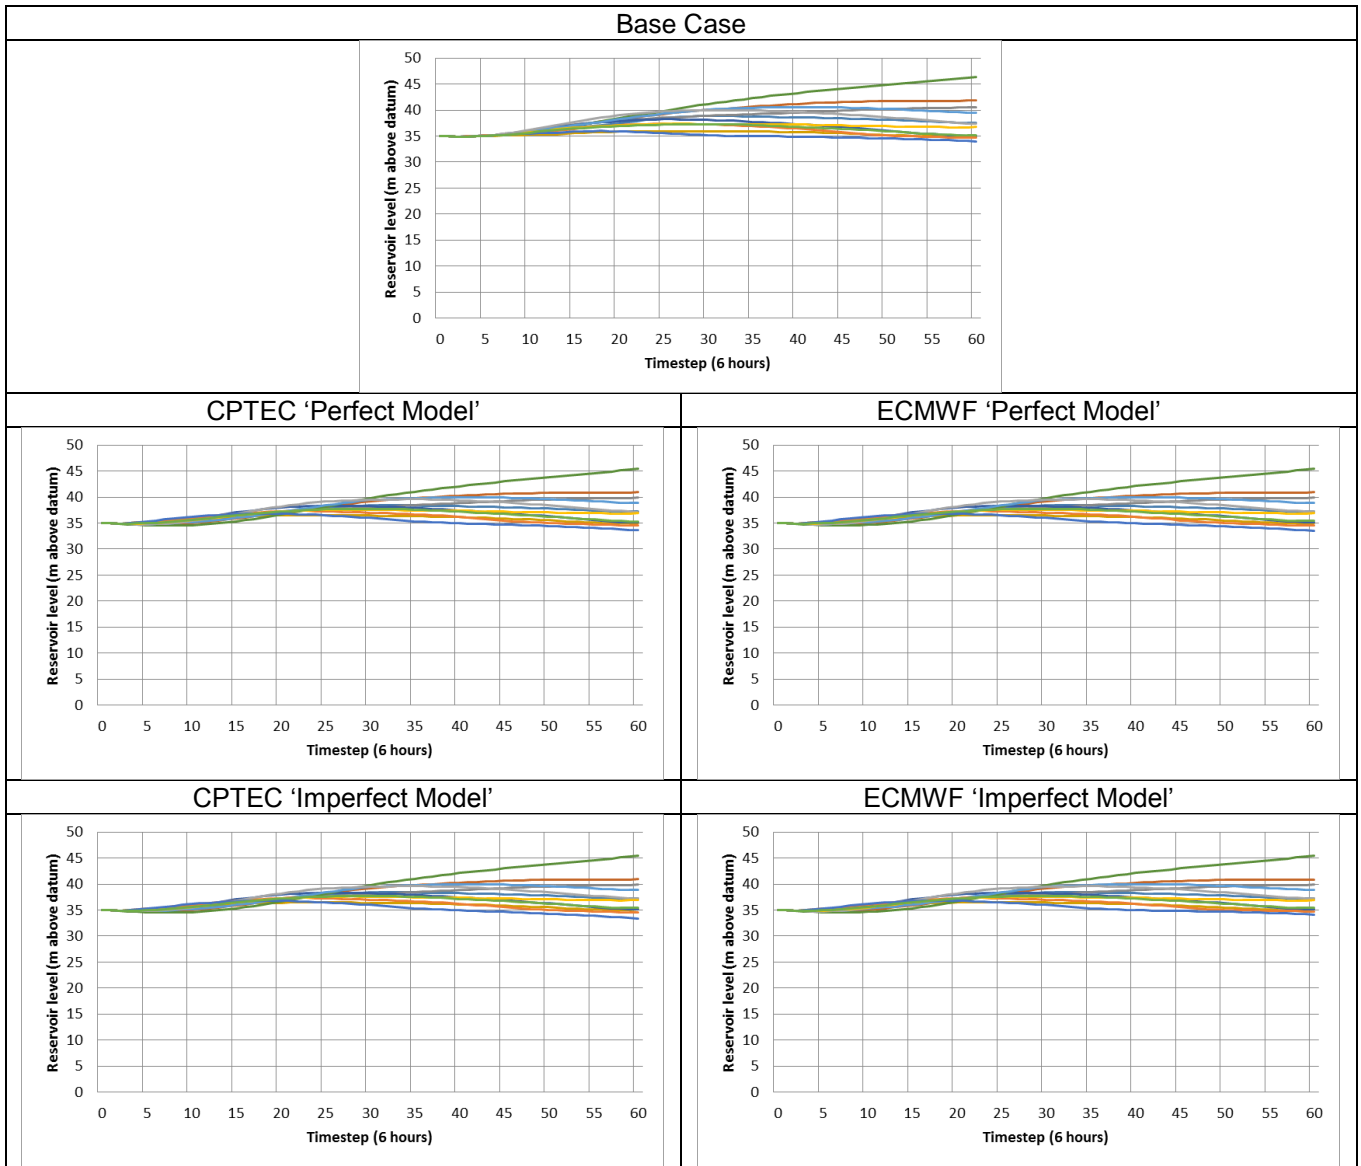 Base Case
Reservoir level (m above datum)
50
45
40
35
30
25
20
15
10
5
0
0 5 10 15 20 25 30 35 40 45 50 55 60
Timestep (6 hours)
CPTEC ‘Perfect Model’
Reservoir level (m above datum)
50
45
40
35
30
25
20
15
10
5
0
0 5 10 15 20 25 30 35 40 45 50 55 60
Timestep (6 hours)
ECMWF ‘Perfect Model’
Reservoir level (m above datum)
50
45
40
35
30
25
20
15
10
5
0
0 5 10 15 20 25 30 35 40 45 50 55 60
Timestep (6 hours)
CPTEC ‘Imperfect Model’
Reservoir level (m above datum)
50
45
40
35
30
25
20
15
10
5
0
0 5 10 15 20 25 30 35 40 45 50 55 60
Timestep (6 hours)
ECMWF ‘Imperfect Model’
Reservoir level (m above datum)
50
45
40
35
30
25
20
15
10
5
0
0 5 10 15 20 25 30 35 40 45 50 55 60
Timestep (6 hours)